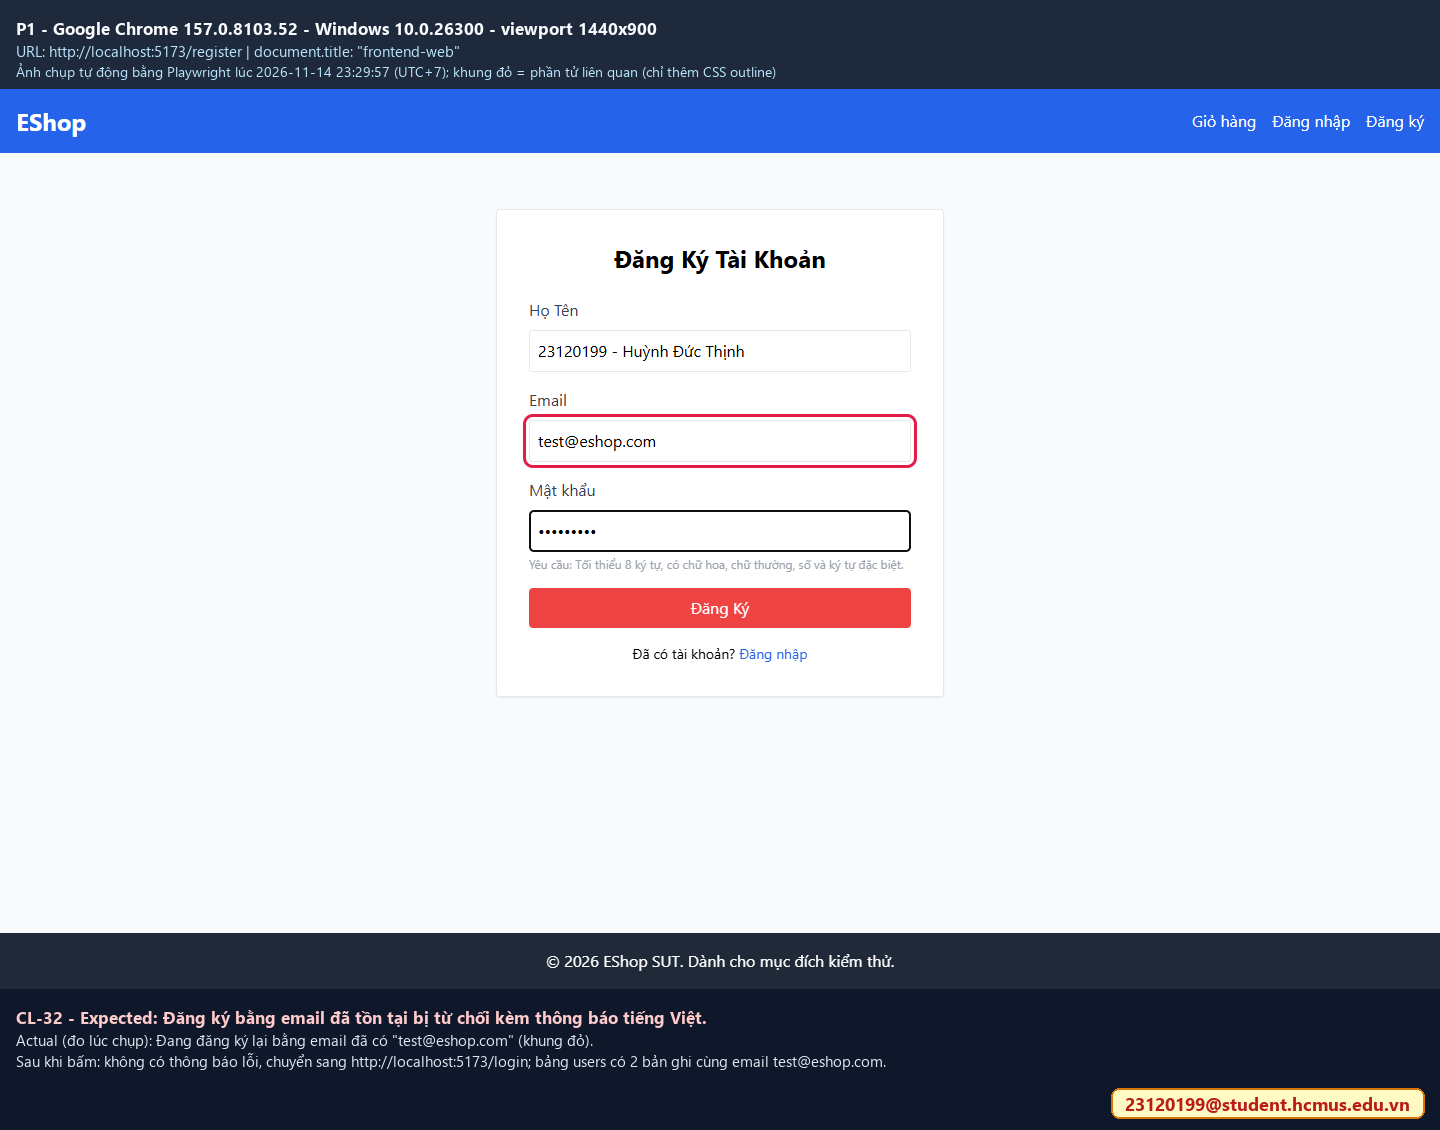 P1 - Google Chrome 157.0.8103.52 - Windows 10.0.26300 - viewport 1440x900
URL: http://localhost:5173/register | document.title: "frontend-web"
Ảnh chụp tự động bằng Playwright lúc 2026-11-14 23:29:57 (UTC+7); khung đỏ = phần tử liên quan (chỉ thêm CSS outline)
EShop
Giỏ hàng Đăng nhập Đăng ký
Đăng Ký Tài Khoản
Họ Tên
23120199 - Huỳnh Đức Thịnh
Email
test@eshop.com
Mật khẩu
•••••••••
Yêu cầu: Tối thiểu 8 ký tự, có chữ hoa, chữ thường, số và ký tự đặc biệt.
Đăng Ký
Đã có tài khoản? Đăng nhập
© 2026 EShop SUT. Dành cho mục đích kiểm thử.
CL-32 - Expected: Đăng ký bằng email đã tồn tại bị từ chối kèm thông báo tiếng Việt.
Actual (đo lúc chụp): Đang đăng ký lại bằng email đã có "test@eshop.com" (khung đỏ).
Sau khi bấm: không có thông báo lỗi, chuyển sang http://localhost:5173/login; bảng users có 2 bản ghi cùng email test@eshop.com.
23120199@student.hcmus.edu.vn